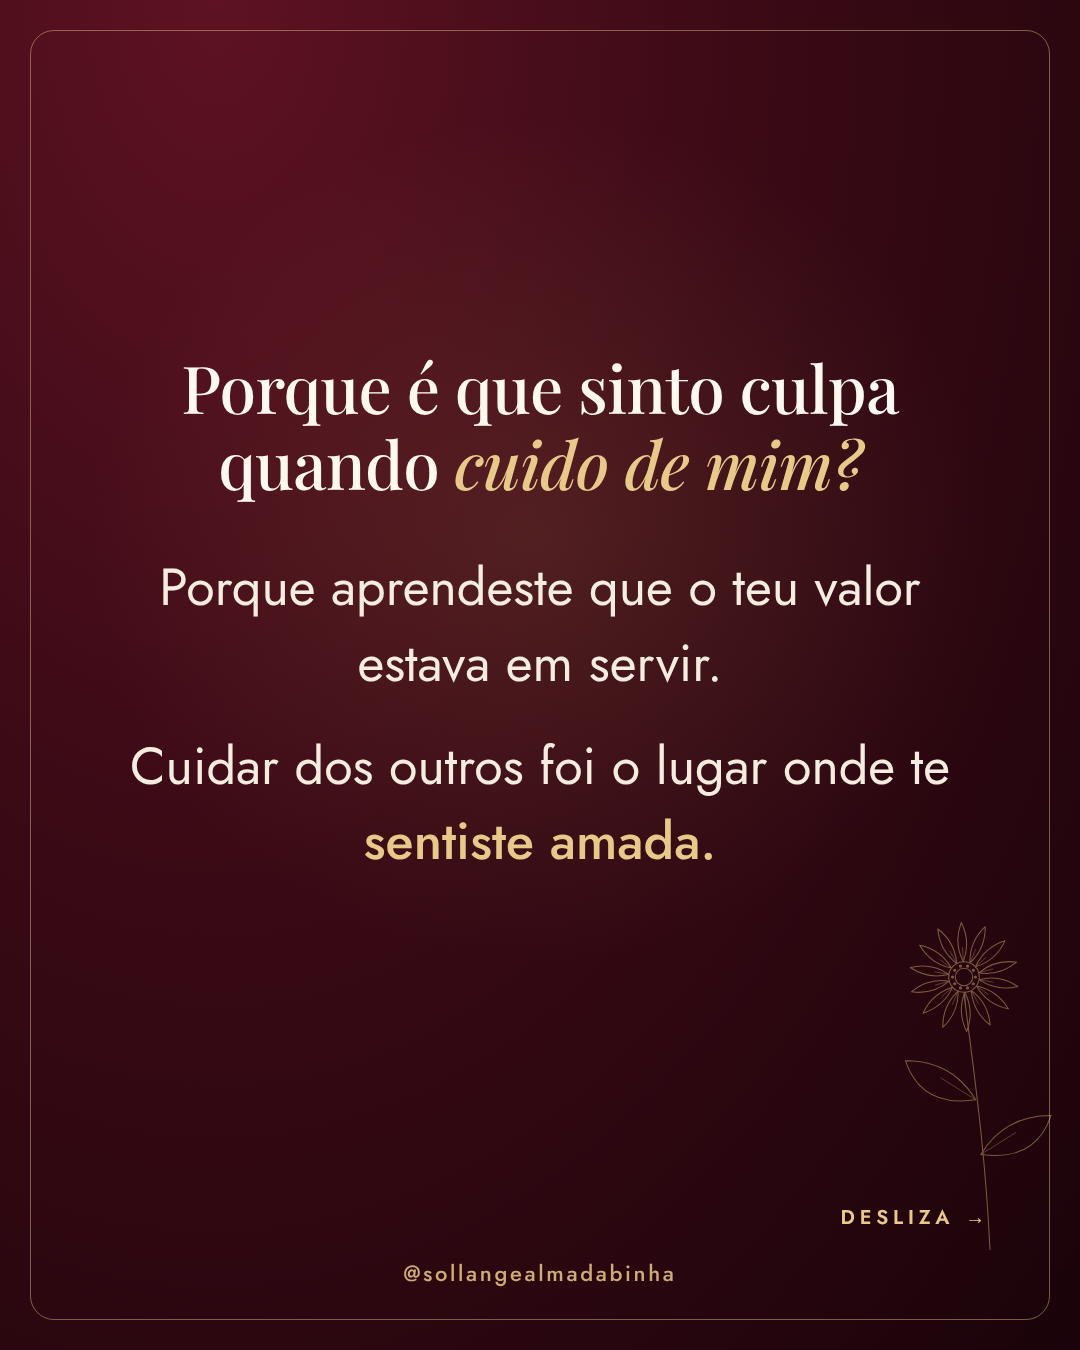 Porque é que sinto culpa
quando cuido de mim?
Porque aprendeste que o teu valor
estava em servir.
Cuidar dos outros foi o lugar onde te
sentiste amada.
DESLIZA →
@sollangealmadabinha